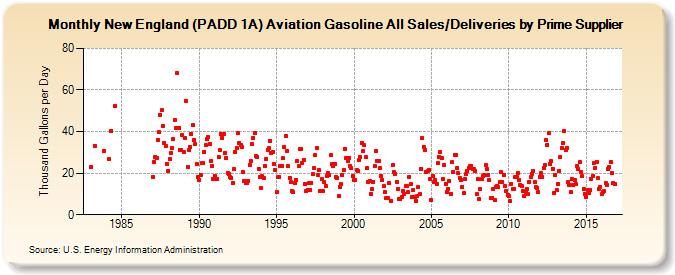 Monthly New England (PADD 1A) Aviation Gasoline All Sales/Deliveries by Prime Supplier
Thousand Gallons per Day
80
60
40
20
0
1985 1990 1995 2000 2005 2010 2015
Source: U.S. Energy Information Administration